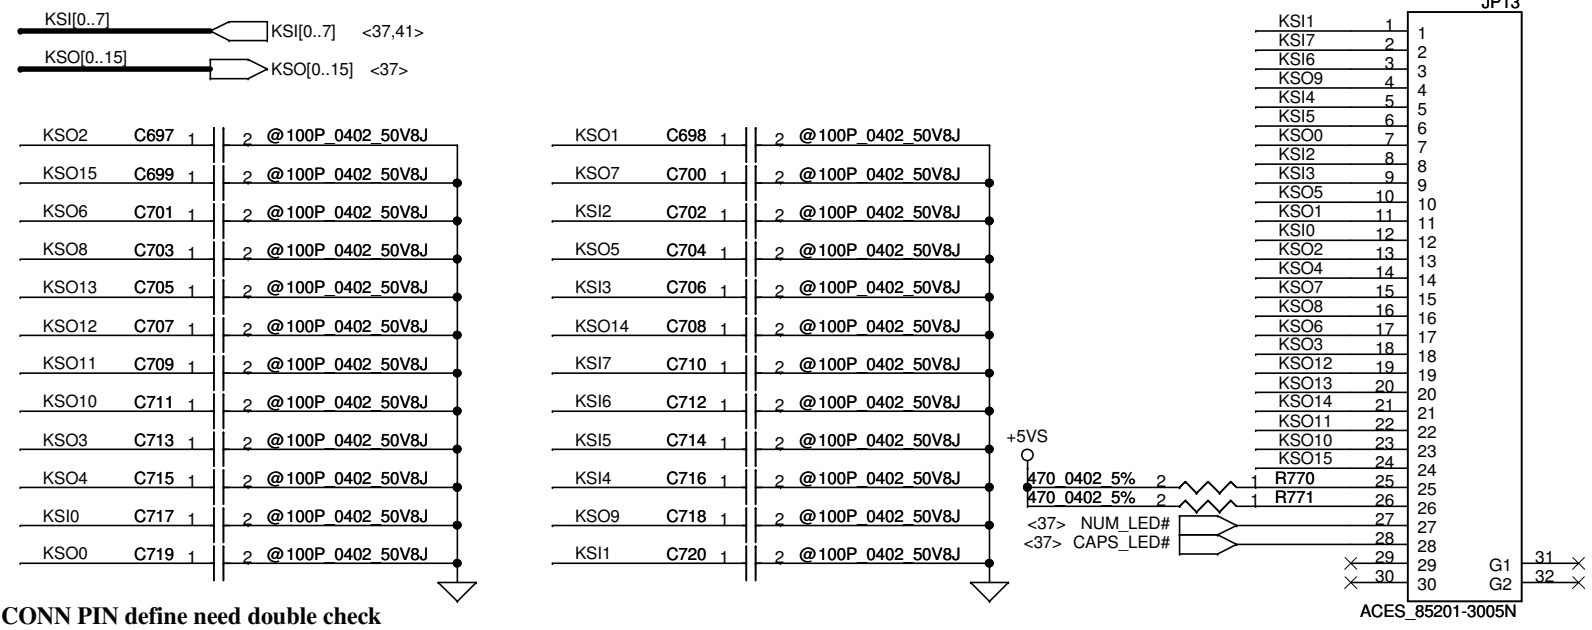 KSI[0..7] KSI[0..7] <37,41>
KSO[0..15] KSO[0..15] <37>
KSO2 C697 1 2 @100P_0402_50V8J
KSO15 C699 1 2 @100P_0402_50V8J
KSO6 C701 1 2 @100P_0402_50V8J
KSO8 C703 1 2 @100P_0402_50V8J
KSO13 C705 1 2 @100P_0402_50V8J
KSO12 C707 1 2 @100P_0402_50V8J
KSO11 C709 1 2 @100P_0402_50V8J
KSO10 C711 1 2 @100P_0402_50V8J
KSO3 C713 1 2 @100P_0402_50V8J
KSO4 C715 1 2 @100P_0402_50V8J
KSI0 C717 1 2 @100P_0402_50V8J
KSO0 C719 1 2 @100P_0402_50V8J
KSO1 C698 1 2 @100P_0402_50V8J
KSO7 C700 1 2 @100P_0402_50V8J
KSI2 C702 1 2 @100P_0402_50V8J
KSO5 C704 1 2 @100P_0402_50V8J
KSI3 C706 1 2 @100P_0402_50V8J
KSO14 C708 1 2 @100P_0402_50V8J
KSI7 C710 1 2 @100P_0402_50V8J
KSI6 C712 1 2 @100P_0402_50V8J
KSI5 C714 1 2 @100P_0402_50V8J
KSI4 C716 1 2 @100P_0402_50V8J
KSO9 C718 1 2 @100P_0402_50V8J
KSI1 C720 1 2 @100P_0402_50V8J
JP13
KSI1 1 1
KSI7 2 2
KSI6 3 3
KSO9 4 4
KSI4 5 5
KSI5 6 6
KSO0 7 7
KSI2 8 8
KSI3 9 9
KSO5 10 10
KSO1 11 11
KSI0 12 12
KSO2 13 13
KSO4 14 14
KSO7 15 15
KSO8 16 16
KSO6 17 17
KSO3 18 18
KSO12 19 19
KSO13 20 20
KSO14 21 21
KSO11 22 22
KSO10 23 23
KSO15 24 24
+5VS
470_0402_5% 2 1 R770 25 25
470_0402_5% 2 1 R771 26 26
<37> NUM_LED# 27 27
<37> CAPS_LED# 28 28
29 29 G1 31
30 30 G2 32
ACES_85201-3005N
CONN PIN define need double check